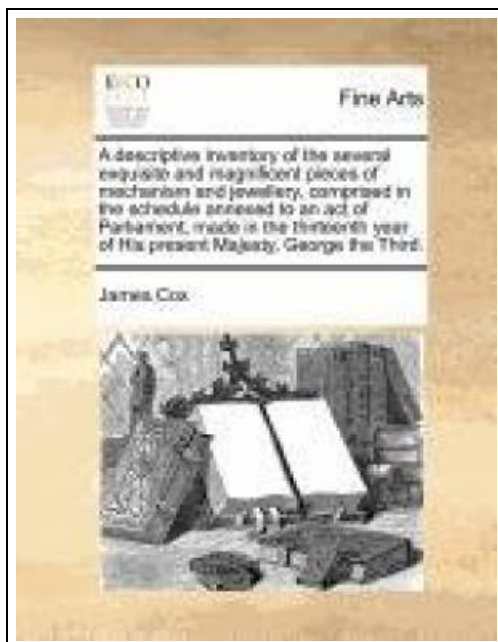 ECCO
Fine Arts
A descriptive inventory of the several
exquisite and magnificent pieces of
mechanism and jewellery, comprised in
the schedule annexed to an act of
Parliament, made in the thirteenth year
of His present Majesty, George the Third.
James Cox